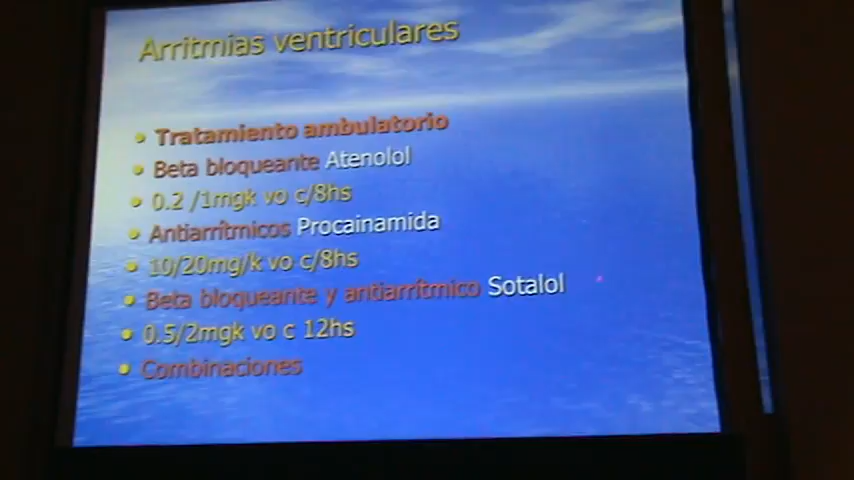 Arritmias ventriculares
• Tratamiento ambulatorio
• Beta bloqueante Atenolol
• 0.2 /1mgk vo c/8hs
• Antiarrítmicos Procainamida
• 10/20mg/k vo c/8hs
• Beta bloqueante y antiarrítmico Sotalol
• 0.5/2mgk vo c 12hs
• Combinaciones